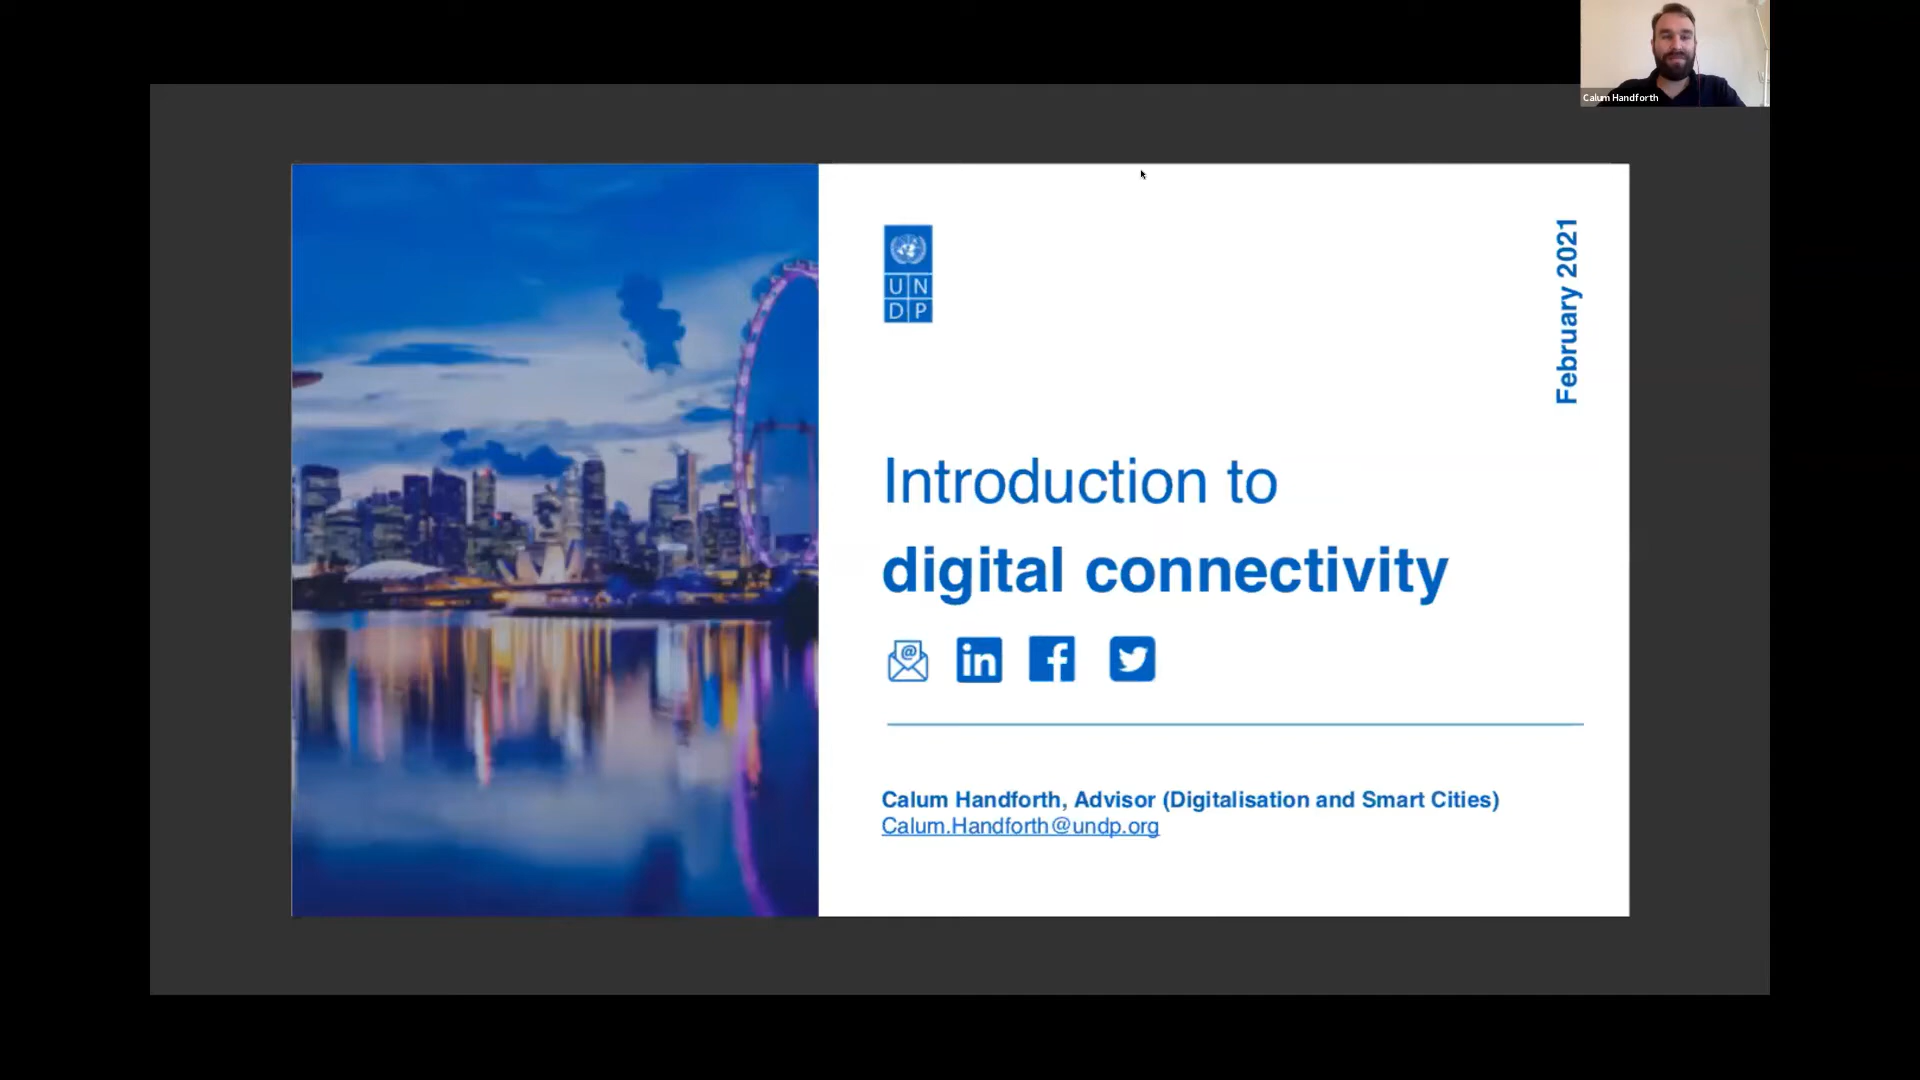 Calum Handforth
U N
D P
February 2021
Introduction to
digital connectivity
@
in
f
Calum Handforth, Advisor (Digitalisation and Smart Cities)
Calum.Handforth@undp.org